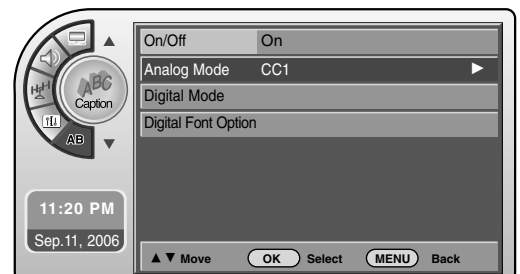 On/Off On
Analog Mode CC1
Digital Mode
Digital Font Option
ABC
Caption
AB
11:20 PM
Sep.11, 2006
Move OK Select MENU Back